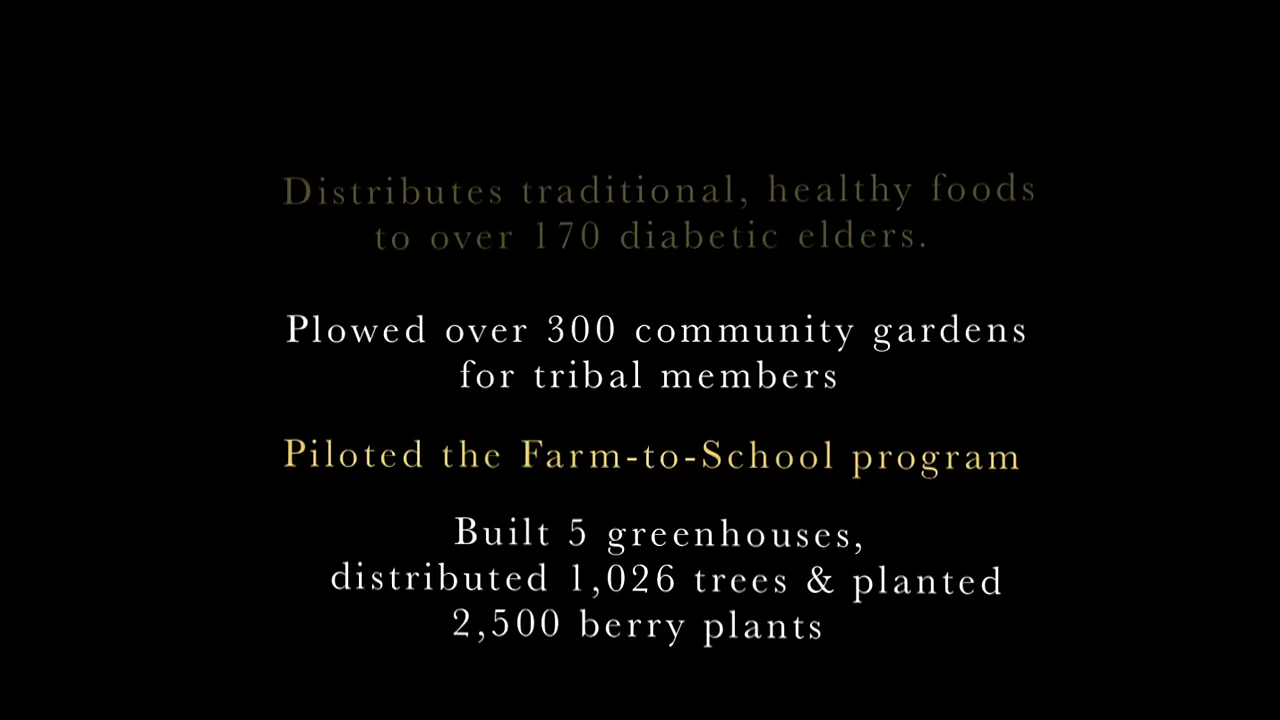 Distributes traditional, healthy foods
to over 170 diabetic elders.
Plowed over 300 community gardens
for tribal members
Piloted the Farm-to-School program
Built 5 greenhouses,
distributed 1,026 trees & planted
2,500 berry plants